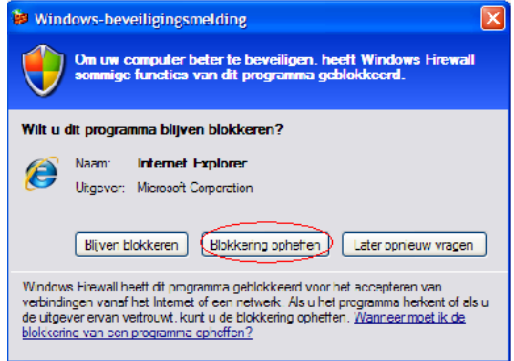 Windows-beveiligingsmelding
Om uw computer beter te beveiligen, heeft Windows Firewall
sommige functies van dit programma geblokkeerd.
Wilt u dit programma blijven blokkeren?
Naam: Internet Explorer
Uitgever: Microsoft Corporation
Blijven blokkeren Blokkering opheffen Later opnieuw vragen
Windows Firewall heeft dit programma geblokkeerd voor het accepteren van
verbindingen vanaf het Internet of een netwerk. Als u het programma herkent of als u
de uitgever ervan vertrouwt, kunt u de blokkering opheffen. Wanneer moet ik de
blokkering van een programma opheffen?